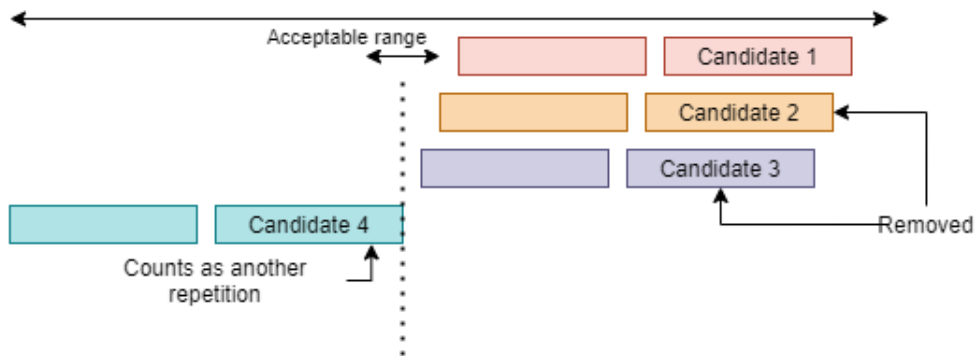 Acceptable range
Candidate 1
Candidate 2
Candidate 3
Candidate 4
Removed
Counts as another
repetition